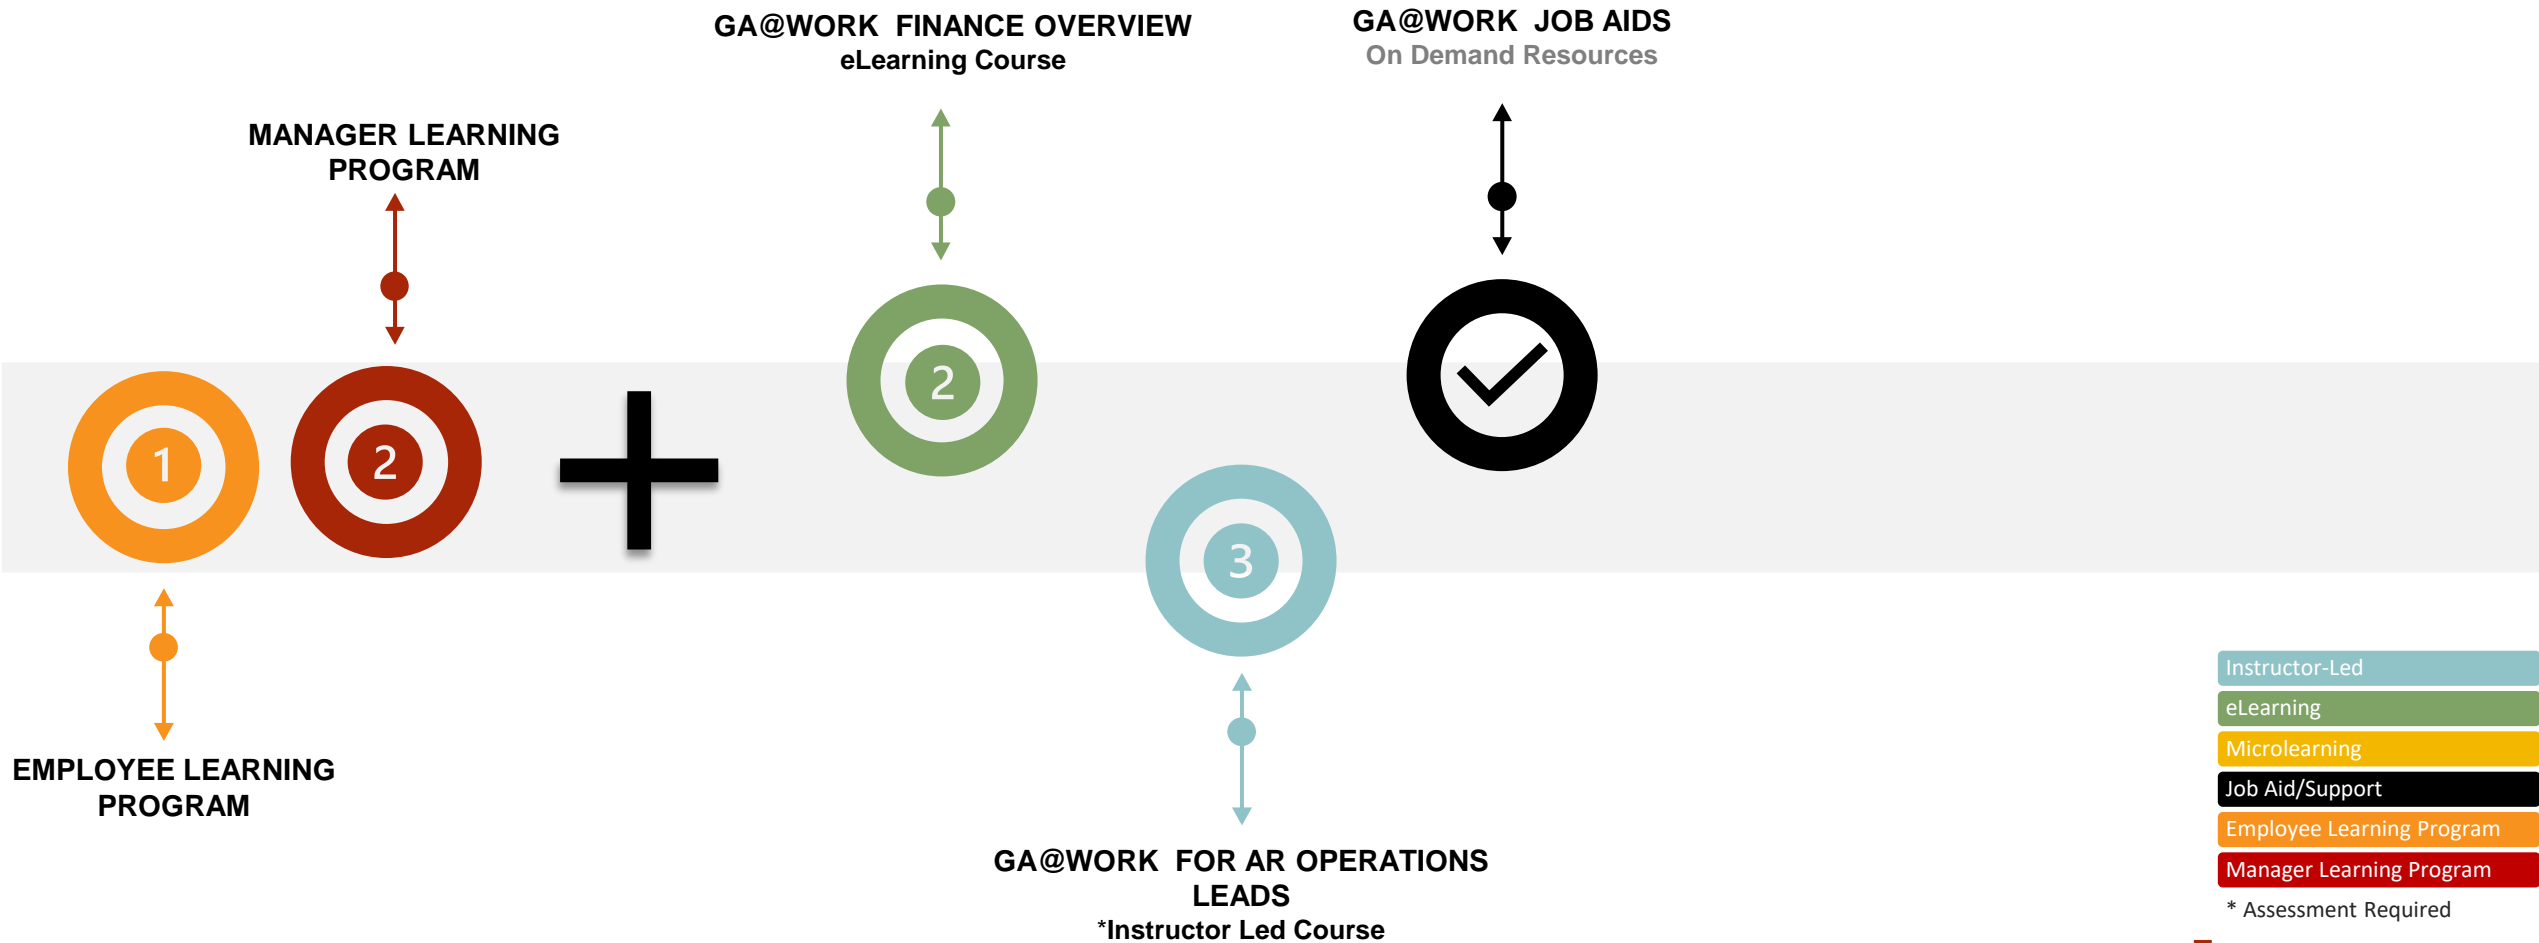 GA@WORK  FINANCE OVERVIEW
eLearning Course
GA@WORK  JOB AIDS
On Demand Resources
MANAGER LEARNING
PROGRAM
1
2
2
3
EMPLOYEE LEARNING
PROGRAM
GA@WORK  FOR AR OPERATIONS
LEADS
*Instructor Led Course
Instructor-Led
eLearning
Microlearning
Job Aid/Support
Employee Learning Program
Manager Learning Program
* Assessment Required